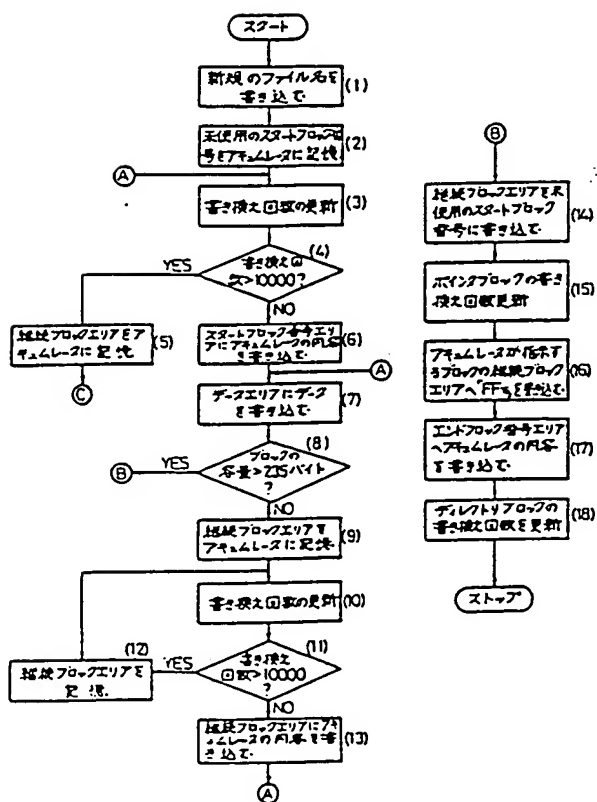 スタート
新規のファイル名を
書き込む.
(1)
未使用のスタートブロック番
号をアキュムレータに記憶
(2)
A
書き換え回数の更新
(3)
(4)
書き換え回
数>10000?
YES
NO
継続ブロックエリアをア
キュムレータに記憶
(5)
C
スタートブロック番号エリ
アにアキュムレータの内容
を書き込む.
(6)
A
データエリアにデータ
を書き込む.
(7)
(8)
ブロックの
容量>235バイト
?
YES
B
NO
継続ブロックエリアを
アキュムレータに記憶.
(9)
書き換え回数の更新
(10)
(11)
書き換え
回数>10000
?
YES
(12)
継続ブロックエリアを
記憶.
NO
継続ブロックエリアにアキ
ュムレータの内容を書
き込む.
(13)
A
B
継続ブロックエリアを未
使用のスタートブロック
番号に書き込む.
(14)
ポインタブロックの書き
換え回数更新
(15)
アキュムレータが指示す
るブロックの継続ブロック
エリアへ"FF"を書込む.
(16)
エンドブロック番号エリア
へアキュムレータの内容
を書き込む.
(17)
ディレクトリブロックの
書き換え回数を更新
(18)
ストップ